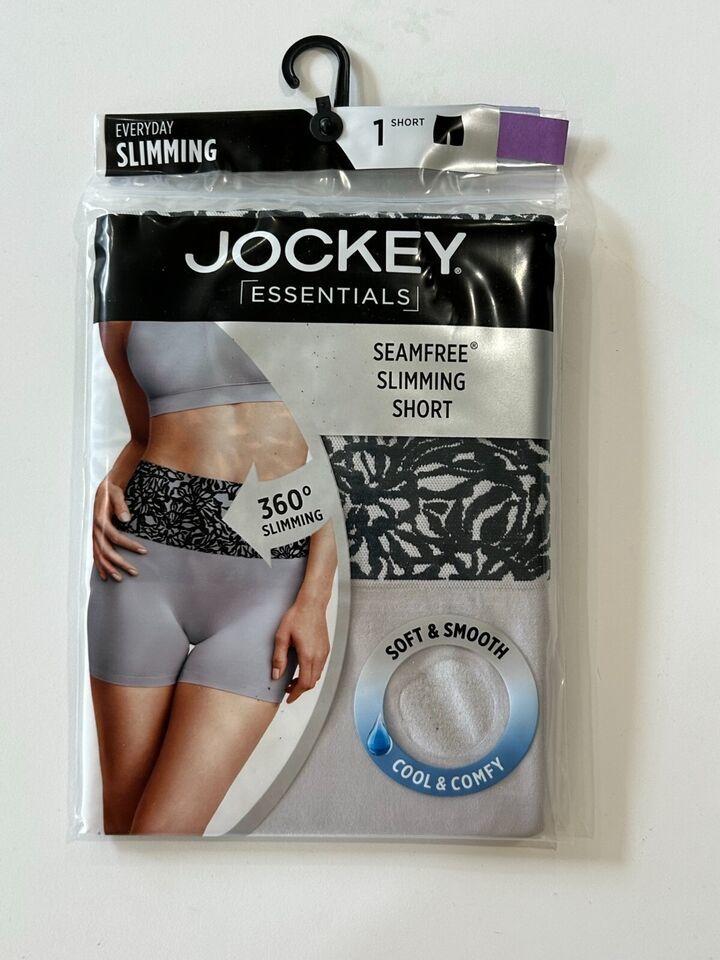 EVERYDAY
SLIMMING
1 SHORT
JOCKEY®
ESSENTIALS
SEAMFREE®
SLIMMING
SHORT
360°
SLIMMING
SOFT & SMOOTH
COOL & COMFY